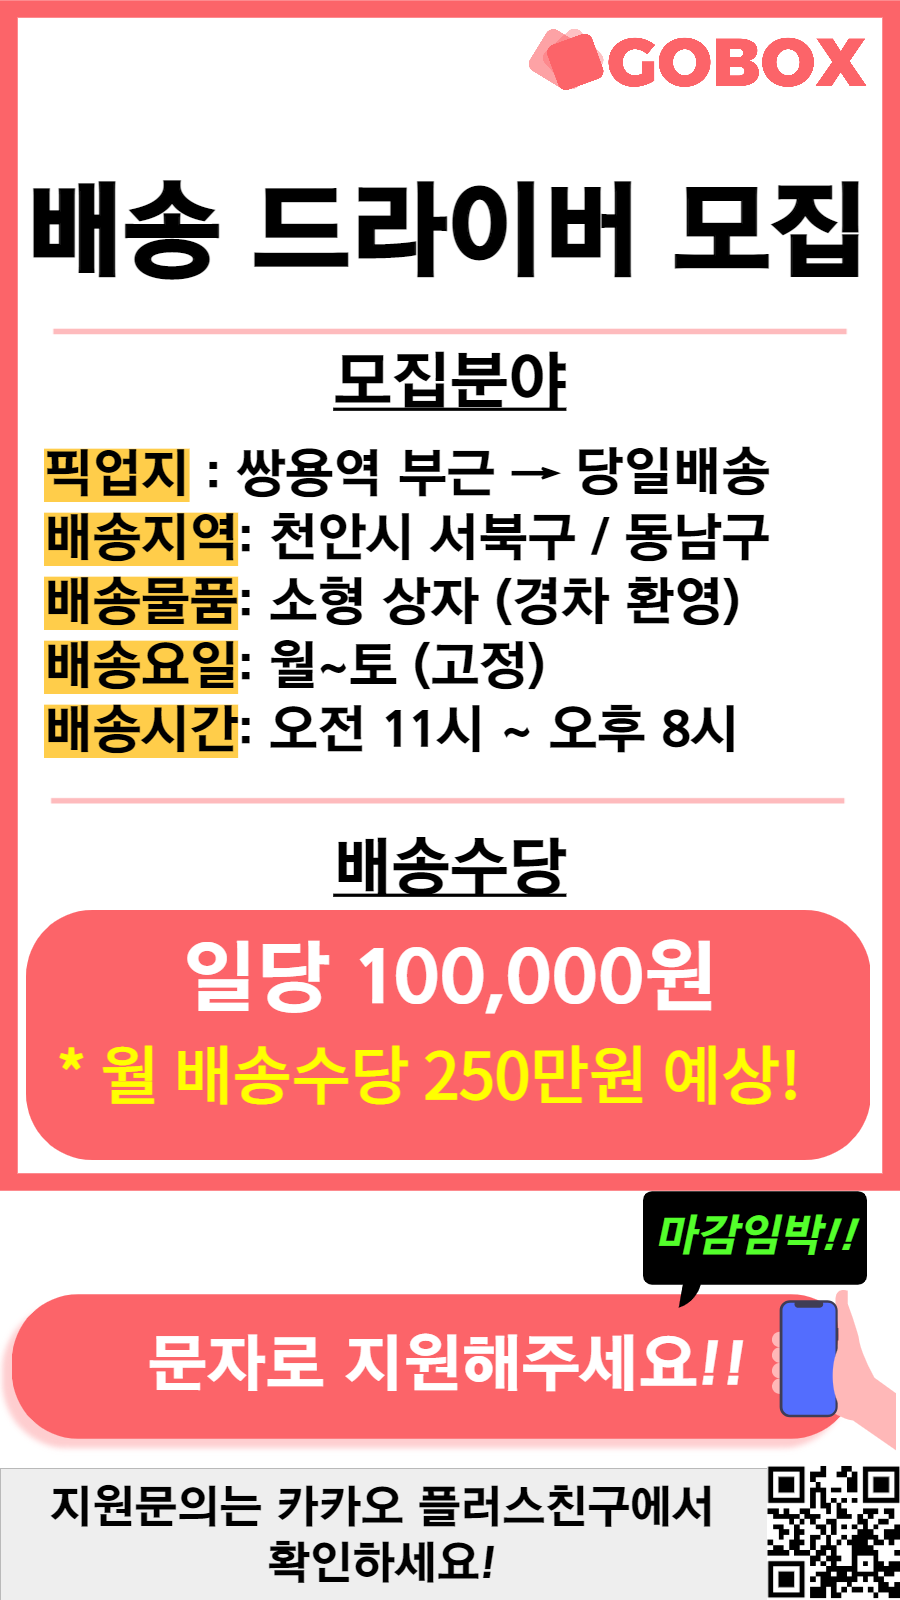 GOBOX
배송 드라이버 모집
모집분야
픽업지 : 쌍용역 부근 → 당일배송
배송지역: 천안시 서북구 / 동남구
배송물품: 소형 상자 (경차 환영)
배송요일: 월~토 (고정)
배송시간: 오전 11시 ~ 오후 8시
배송수당
일당 100,000원
* 월 배송수당 250만원 예상!
마감임박!!
문자로 지원해주세요!!
지원문의는 카카오 플러스친구에서
확인하세요!